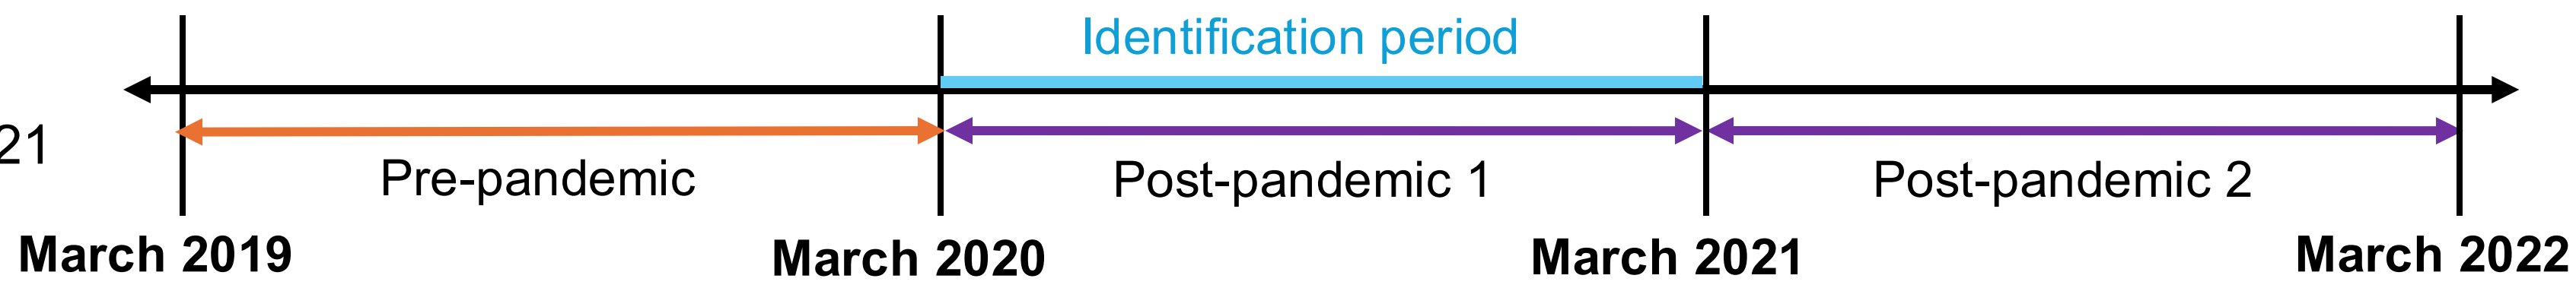 Identification period
21
Pre-pandemic
Post-pandemic 1
Post-pandemic 2
March 2019
March 2020
March 2021
March 2022